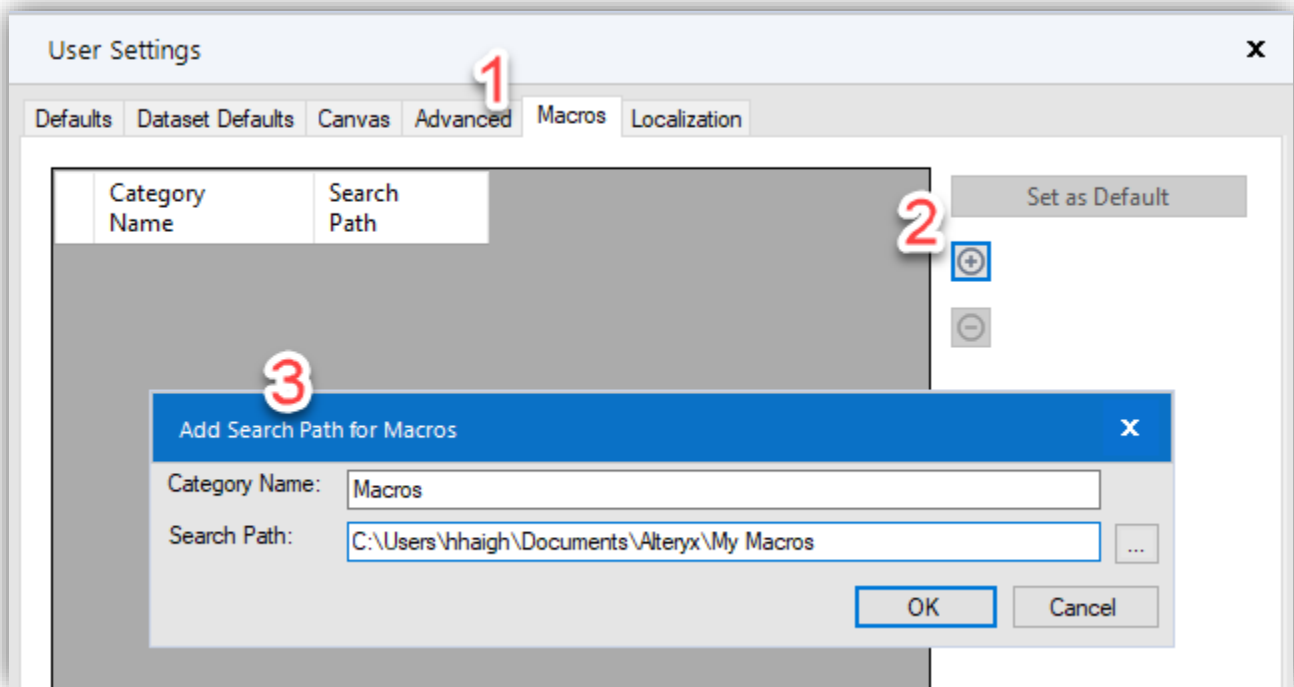 User Settings
x
1
Defaults Dataset Defaults Canvas Advanced Macros Localization
Category Name
Search Path
2
Set as Default
3
Add Search Path for Macros
x
Category Name: Macros
Search Path: C:\Users\hhaigh\Documents\Alteryx\My Macros ...
OK Cancel